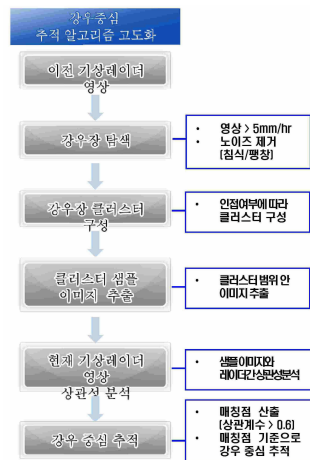 강우중심
추적 알고리즘 고도화
이전 기상레이더
영상
강우장 탐색
• 영상 > 5mm/hr
• 노이즈 제거
(침식/팽창)
강우장 클러스터
구성
• 인접여부에 따라
클러스터 구성
클러스터 샘플
이미지 추출
• 클러스터 범위 안
이미지 추출
현재 기상레이더
영상
상관성 분석
• 샘플이미지와
레이더간 상관성분석
강우 중심 추적
• 매칭점 산출
(상관계수 > 0.6)
• 매칭점 기준으로
강우 중심 추적